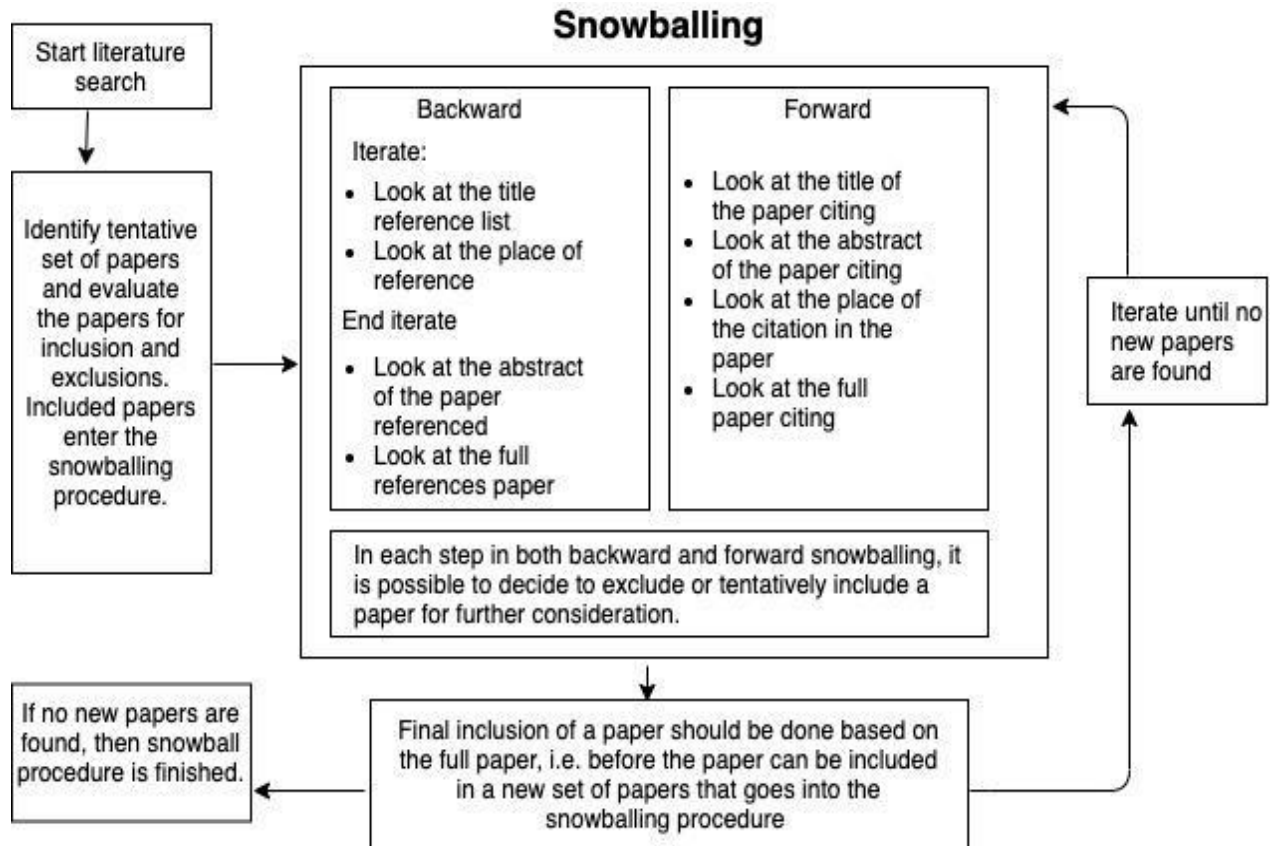 Snowballing
Start literature
search
Identify tentative
set of papers
and evaluate
the papers for
inclusion and
exclusions.
Included papers
enter the
snowballing
procedure.
Backward
Iterate:
• Look at the title
reference list
• Look at the place of
reference
End iterate
• Look at the abstract
of the paper
referenced
• Look at the full
references paper
Forward
• Look at the title of
the paper citing
• Look at the abstract
of the paper citing
• Look at the place of
the citation in the
paper
• Look at the full
paper citing
In each step in both backward and forward snowballing, it
is possible to decide to exclude or tentatively include a
paper for further consideration.
Iterate until no
new papers
are found
Final inclusion of a paper should be done based on
the full paper, i.e. before the paper can be included
in a new set of papers that goes into the
snowballing procedure
If no new papers are
found, then snowball
procedure is finished.